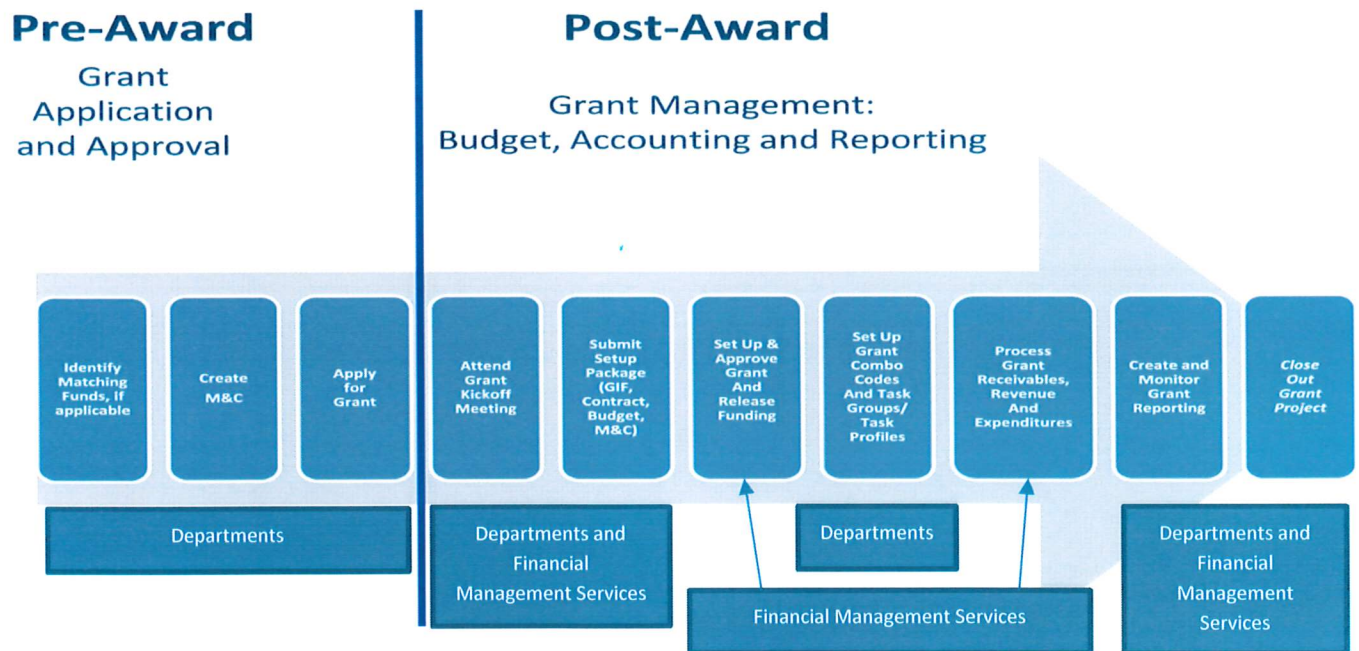 Pre-Award
Grant
Application
and Approval
Post-Award
Grant Management:
Budget, Accounting and Reporting
Identify
Matching
Funds, if
applicable
Create
M&C
Apply
for
Grant
Attend
Grant
Kickoff
Meeting
Submit
Setup
Package
(GIF,
Contract,
Budget,
M&C)
Set Up &
Approve
Grant
And
Release
Funding
Set Up
Grant
Combo
Codes
And Task
Groups/
Task
Profiles
Process
Grant
Receivables,
Revenue
And
Expenditures
Create and
Monitor
Grant
Reporting
Close
Out
Grant
Project
Departments
Departments and
Financial
Management Services
Departments
Financial Management Services
Departments and
Financial
Management
Services